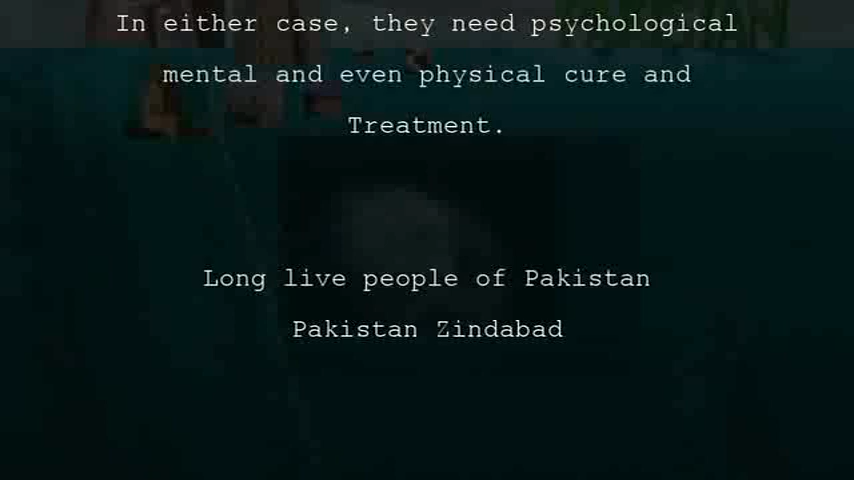 In either case, they need psychological
mental and even physical cure and
Treatment.
Long live people of Pakistan
Pakistan Zindabad